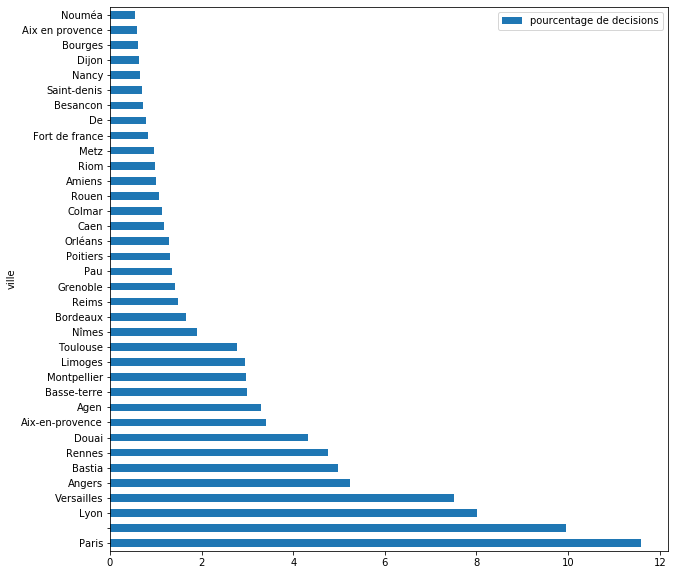 pourcentage de decisions
ville
Nouméa
Aix en provence
Bourges
Dijon
Nancy
Saint-denis
Besancon
De
Fort de france
Metz
Riom
Amiens
Rouen
Colmar
Caen
Orléans
Poitiers
Pau
Grenoble
Reims
Bordeaux
Nîmes
Toulouse
Limoges
Montpellier
Basse-terre
Agen
Aix-en-provence
Douai
Rennes
Bastia
Angers
Versailles
Lyon
Paris
0 2 4 6 8 10 12